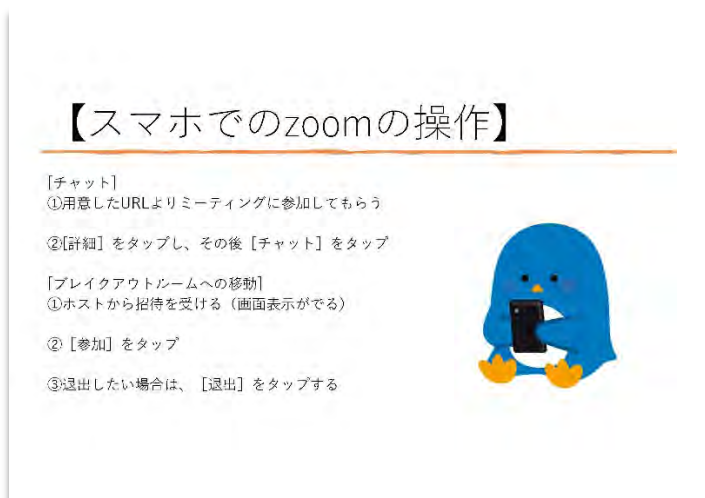 【スマホでのzoomの操作】
[チャット]
①用意したURLよりミーティングに参加してもらう
②[詳細] をタップし、その後 [チャット] をタップ
[ブレイクアウトルームへの移動]
①ホストから招待を受ける（画面表示がでる）
② [参加] をタップ
③退出したい場合は、 [退出] をタップする